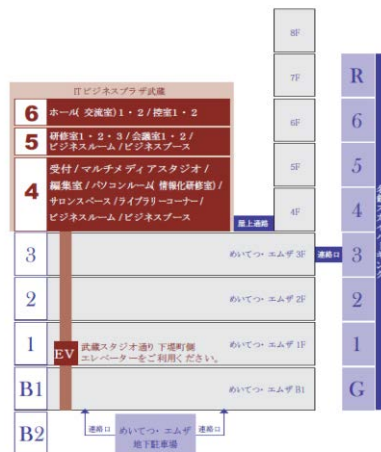 8F
7F
6F
5F
4F
ITビジネスプラザ武蔵
6 ホール(交流室)1・2/控室1・2
5 研修室1・2・3/会議室1・2/
ビジネスルーム/ビジネスブース
4 受付/マルチメディアスタジオ/
編集室/パソコンルーム(情報化研修室)/
サロンスペース/ライブラリーコーナー/
ビジネスルーム/ビジネスブース
屋上通路
3 めいてつ・エムザ 3F
連絡口
2 めいてつ・エムザ 2F
1 めいてつ・エムザ 1F
EV 武蔵スタジオ通り 下堤町側
エレベーターをご利用ください。
B1 めいてつ・エムザ B1
B2
連絡口
めいてつ・エムザ
地下駐車場
連絡口
R
6
5
4
3
2
1
G